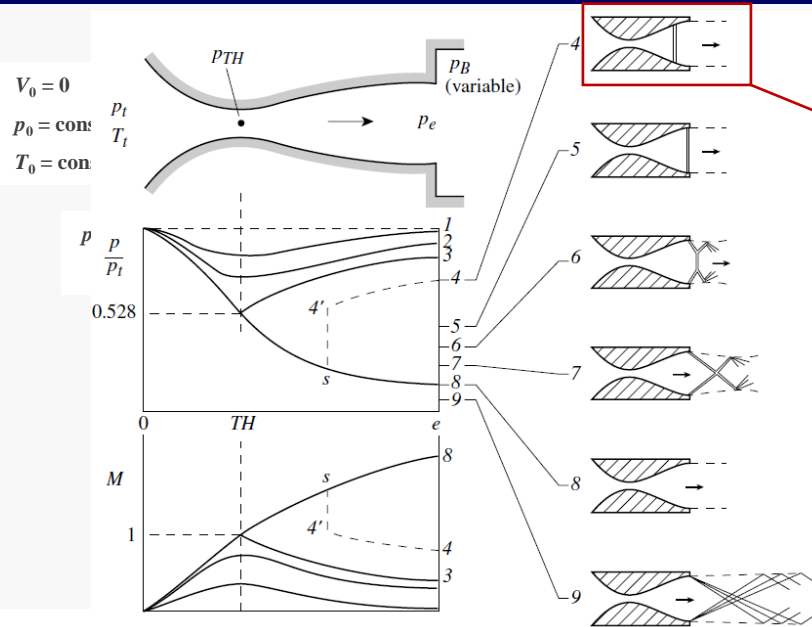 V₀ = 0
p₀ = cons
T₀ = con
p_t
T_t
p_TH
p_B
(variable)
p_e
p
p/p_t
0.528
1
2
3
4
5
6
7
8
9
4'
s
0
TH
e
M
1
s
4'
8
4
3
4
5
6
7
8
9